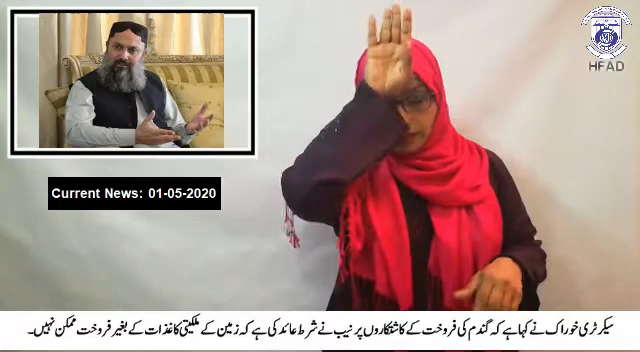 HFAD
Current News: 01-05-2020
سیکرٹری خوراک نے کہا ہے کہ گندم کی فروخت کے کاشتکاروں پر نیب نے شرط عائد کی ہے کہ زمین کے ملکیتی کاغذات کے بغیر فروخت ممکن نہیں۔